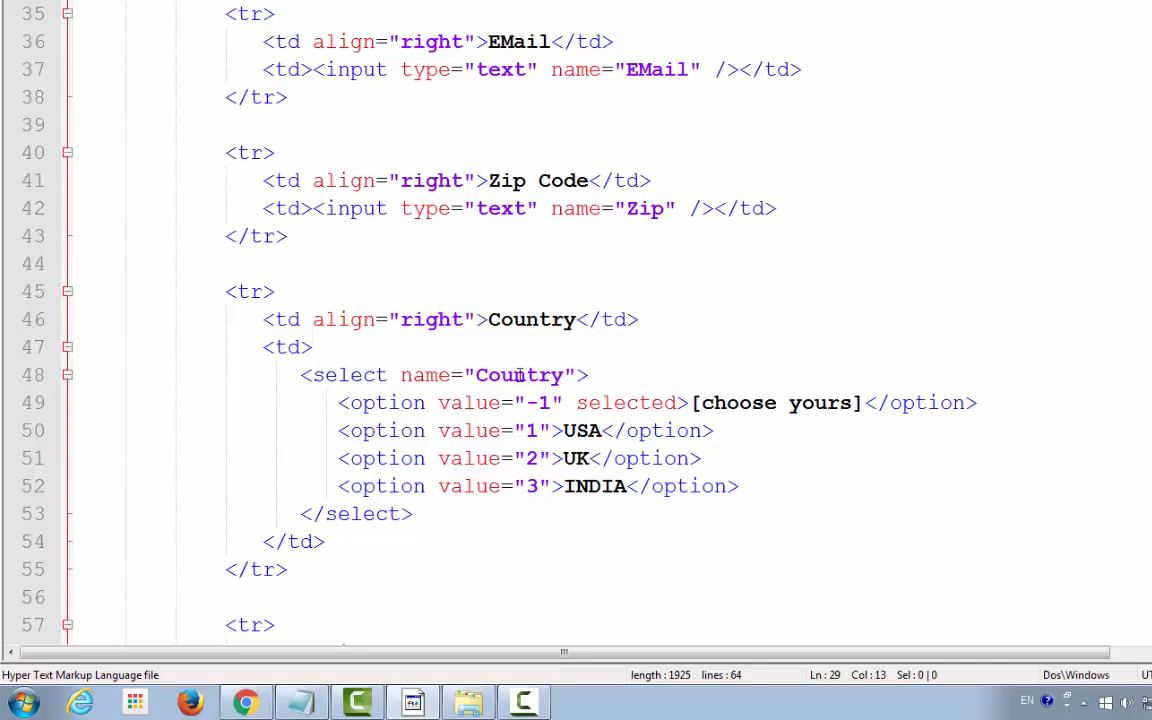 35 <tr>
36 <td align="right">EMail</td>
37 <td><input type="text" name="EMail" /></td>
38 </tr>
39
40 <tr>
41 <td align="right">Zip Code</td>
42 <td><input type="text" name="Zip" /></td>
43 </tr>
44
45 <tr>
46 <td align="right">Country</td>
47 <td>
48 <select name="Country">
49 <option value="-1" selected>[choose yours]</option>
50 <option value="1">USA</option>
51 <option value="2">UK</option>
52 <option value="3">INDIA</option>
53 </select>
54 </td>
55 </tr>
56
57 <tr>
Hyper Text Markup Language file length : 1925 lines : 64 Ln : 29 Col : 13 Sel : 0 | 0 Dos\Windows
EN